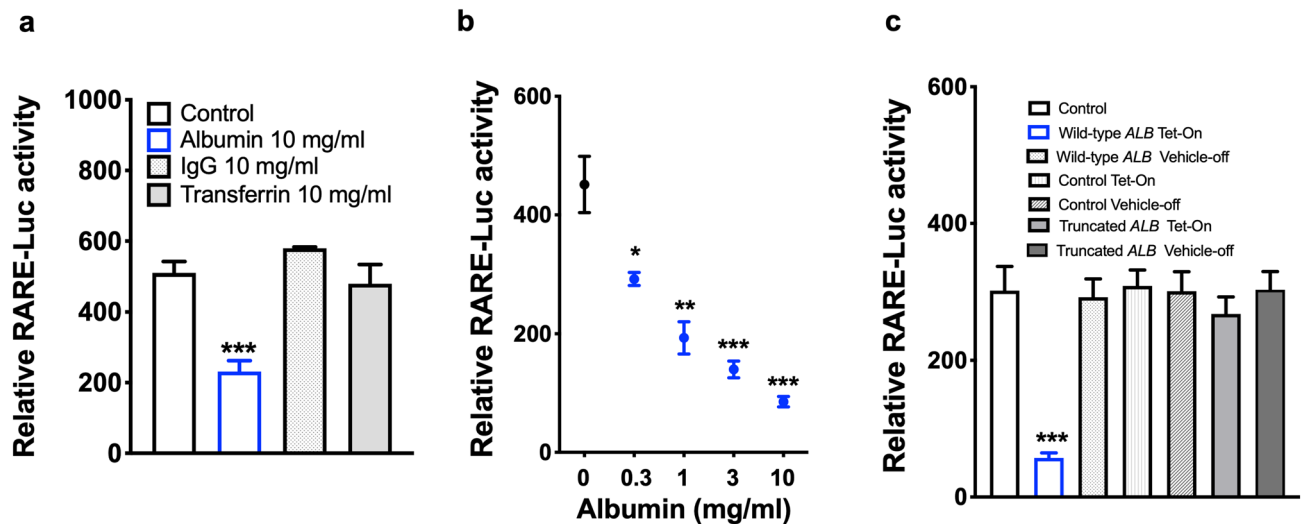 a
Relative RARE-Luc activity
1000
800
600
400
200
0
Control
Albumin 10 mg/ml
IgG 10 mg/ml
Transferrin 10 mg/ml
***
b
Relative RARE-Luc activity
600
400
200
0
*
**
***
***
0 0.3 1 3 10
Albumin (mg/ml)
c
Relative RARE-Luc activity
600
400
200
0
Control
Wild-type ALB Tet-On
Wild-type ALB Vehicle-off
Control Tet-On
Control Vehicle-off
Truncated ALB Tet-On
Truncated ALB Vehicle-off
***